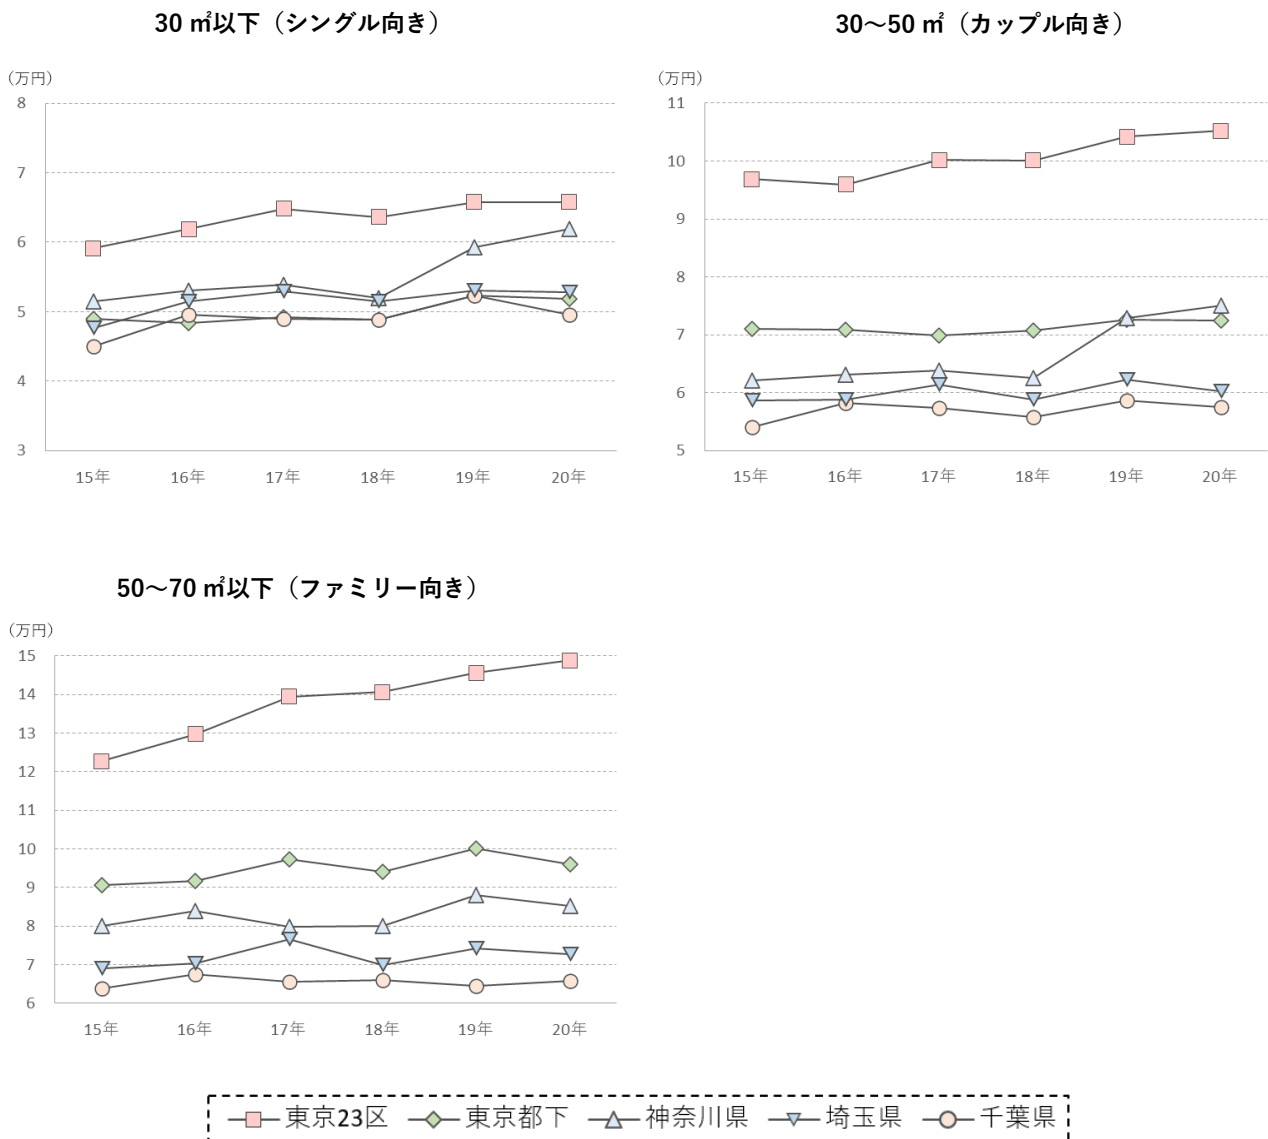 30 ㎡以下（シングル向き）
（万円）
8
7
6
5
4
3
15年 16年 17年 18年 19年 20年
30～50 ㎡（カップル向き）
（万円）
11
10
9
8
7
6
5
15年 16年 17年 18年 19年 20年
50～70 ㎡以下（ファミリー向き）
（万円）
15
14
13
12
11
10
9
8
7
6
15年 16年 17年 18年 19年 20年
東京23区 東京都下 神奈川県 埼玉県 千葉県